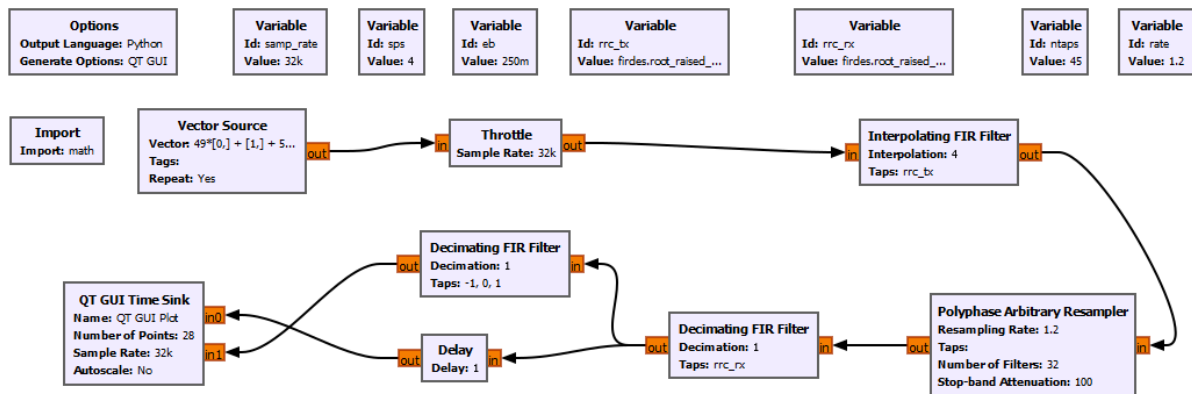 Options
Output Language: Python
Generate Options: QT GUI
Variable
Id: samp_rate
Value: 32k
Variable
Id: sps
Value: 4
Variable
Id: eb
Value: 250m
Variable
Id: rrc_tx
Value: firdes.root_raised_...
Variable
Id: rrc_rx
Value: firdes.root_raised_...
Variable
Id: ntaps
Value: 45
Variable
Id: rate
Value: 1.2
Import
Import: math
Vector Source
Vector: 49*[0,] + [1,] + 5...
Tags:
Repeat: Yes
out
in
Throttle
Sample Rate: 32k
out
in
Interpolating FIR Filter
Interpolation: 4
Taps: rrc_tx
out
QT GUI Time Sink
Name: QT GUI Plot
Number of Points: 28
Sample Rate: 32k
Autoscale: No
in0
in1
out
Decimating FIR Filter
Decimation: 1
Taps: -1, 0, 1
in
out
Delay
Delay: 1
in
out
Decimating FIR Filter
Decimation: 1
Taps: rrc_rx
in
out
Polyphase Arbitrary Resampler
Resampling Rate: 1.2
Taps:
Number of Filters: 32
Stop-band Attenuation: 100
in